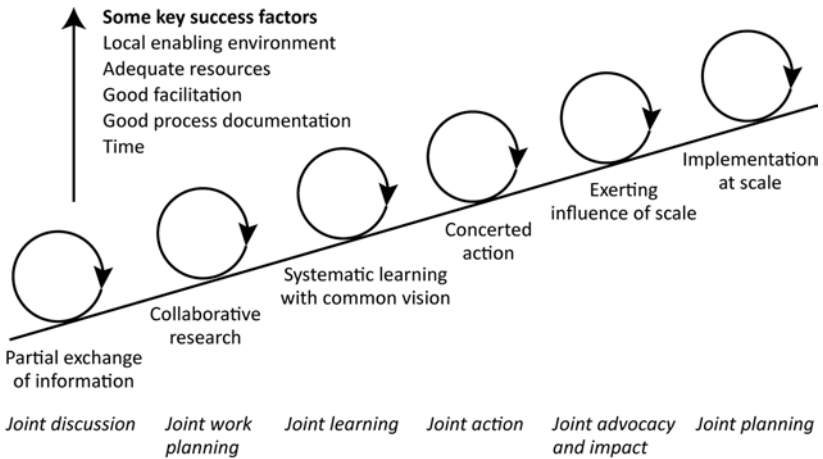 Some key success factors
Local enabling environment
Adequate resources
Good facilitation
Good process documentation
Time
Partial exchange
of information
Collaborative
research
Systematic learning
with common vision
Concerted
action
Exerting
influence of scale
Implementation
at scale
Joint discussion
Joint work
planning
Joint learning
Joint action
Joint advocacy
and impact
Joint planning